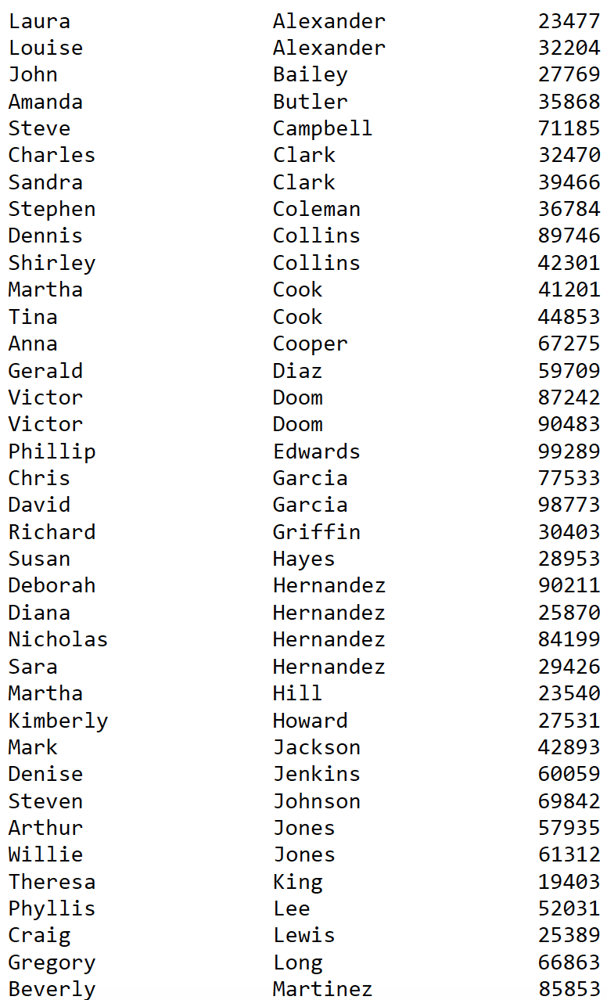 Laura Alexander 23477
Louise Alexander 32204
John Bailey 27769
Amanda Butler 35868
Steve Campbell 71185
Charles Clark 32470
Sandra Clark 39466
Stephen Coleman 36784
Dennis Collins 89746
Shirley Collins 42301
Martha Cook 41201
Tina Cook 44853
Anna Cooper 67275
Gerald Diaz 59709
Victor Doom 87242
Victor Doom 90483
Phillip Edwards 99289
Chris Garcia 77533
David Garcia 98773
Richard Griffin 30403
Susan Hayes 28953
Deborah Hernandez 90211
Diana Hernandez 25870
Nicholas Hernandez 84199
Sara Hernandez 29426
Martha Hill 23540
Kimberly Howard 27531
Mark Jackson 42893
Denise Jenkins 60059
Steven Johnson 69842
Arthur Jones 57935
Willie Jones 61312
Theresa King 19403
Phyllis Lee 52031
Craig Lewis 25389
Gregory Long 66863
Beverly Martinez 85853